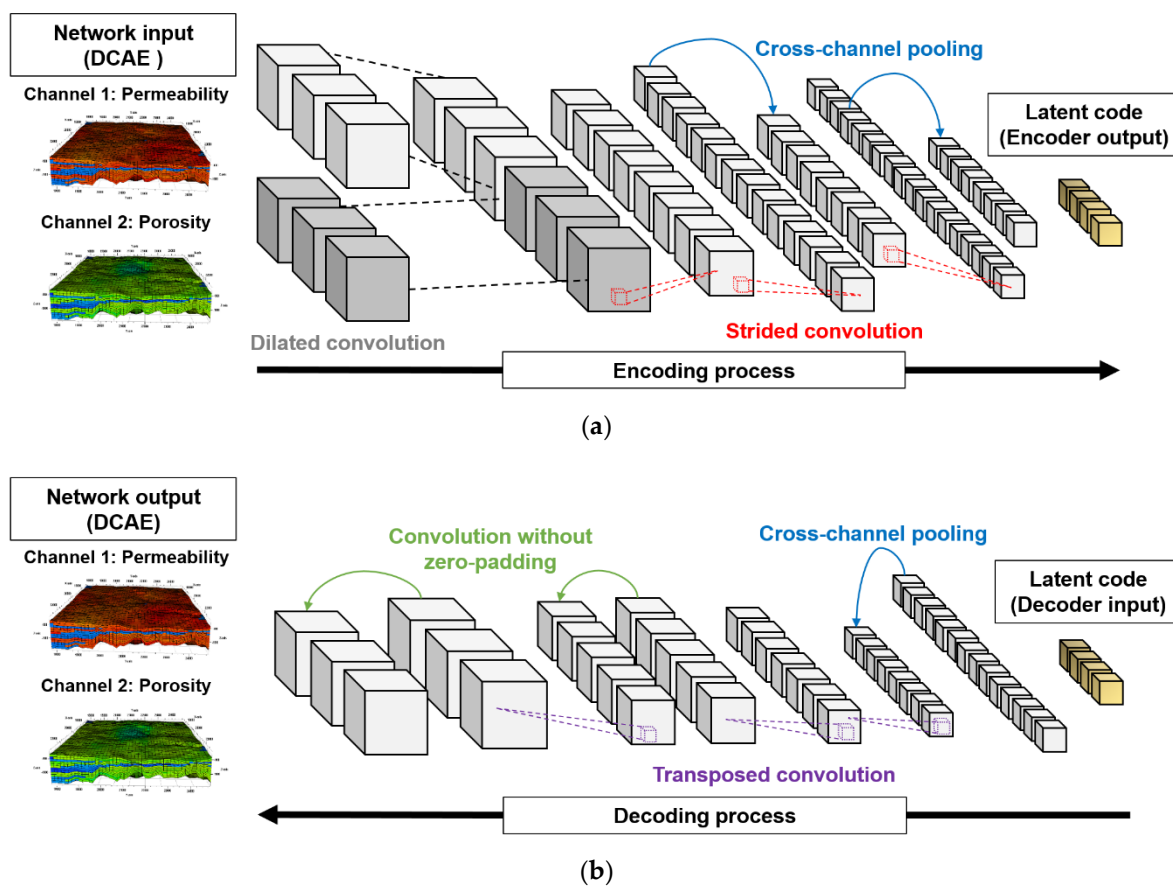 Network input
(DCAE )
Channel 1: Permeability
Channel 2: Porosity
Cross-channel pooling
Latent code
(Encoder output)
Dilated convolution
Strided convolution
Encoding process
(a)
Network output
(DCAE)
Channel 1: Permeability
Channel 2: Porosity
Convolution without
zero-padding
Cross-channel pooling
Latent code
(Decoder input)
Transposed convolution
Decoding process
(b)